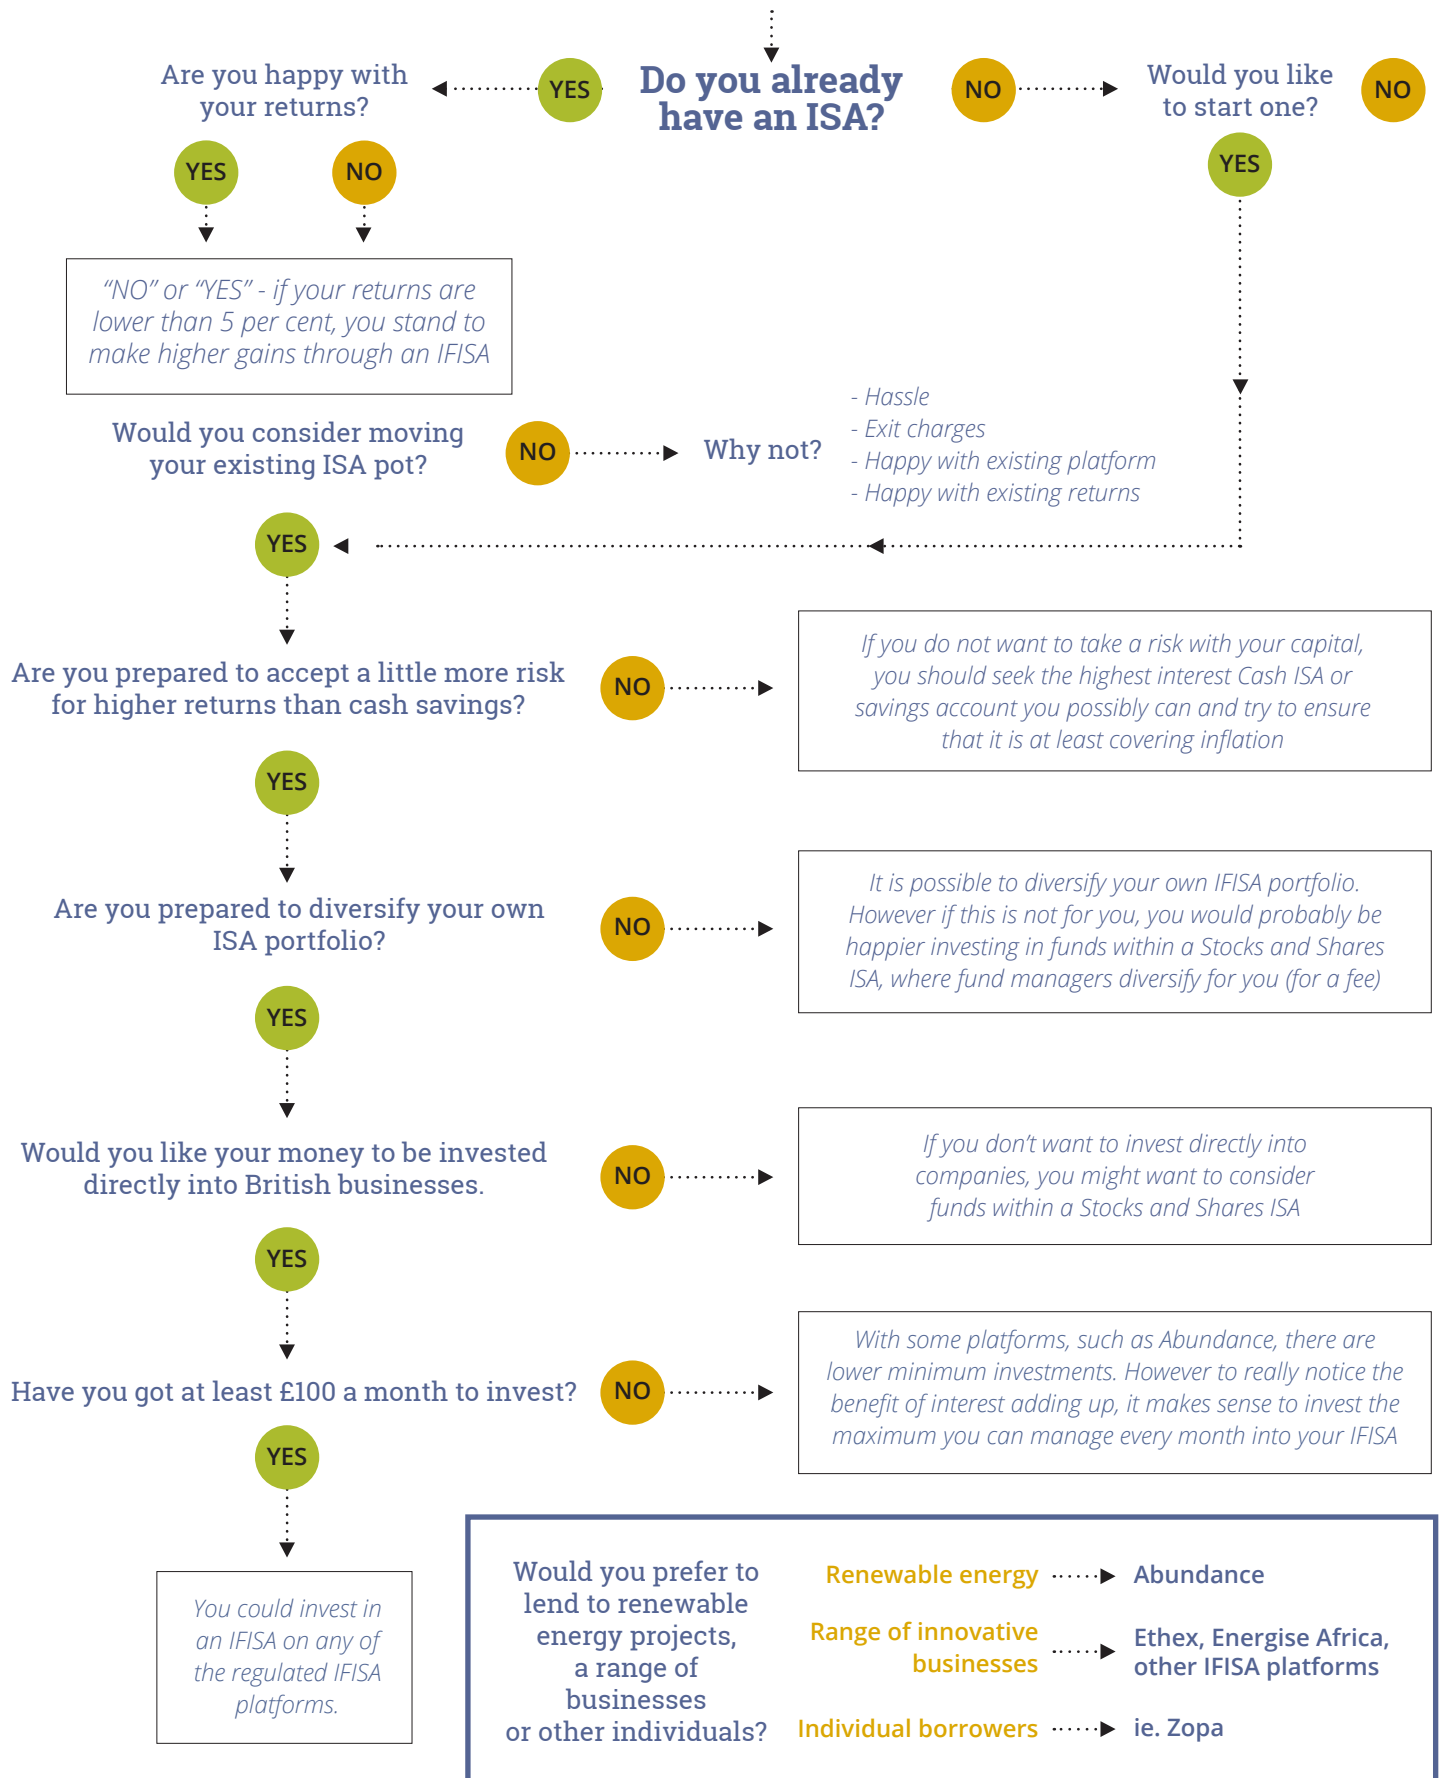 Do you already
have an ISA?
YES
Are you happy with
your returns?
NO
Would you like
to start one?
NO
YES
YES
NO
“NO” or “YES” - if your returns are
lower than 5 per cent, you stand to
make higher gains through an IFISA
Would you consider moving
your existing ISA pot?
NO
Why not?
- Hassle
- Exit charges
- Happy with existing platform
- Happy with existing returns
YES
Are you prepared to accept a little more risk
for higher returns than cash savings?
NO
If you do not want to take a risk with your capital,
you should seek the highest interest Cash ISA or
savings account you possibly can and try to ensure
that it is at least covering inflation
YES
Are you prepared to diversify your own
ISA portfolio?
NO
It is possible to diversify your own IFISA portfolio.
However if this is not for you, you would probably be
happier investing in funds within a Stocks and Shares
ISA, where fund managers diversify for you (for a fee)
YES
Would you like your money to be invested
directly into British businesses.
NO
If you don’t want to invest directly into
companies, you might want to consider
funds within a Stocks and Shares ISA
YES
Have you got at least £100 a month to invest?
NO
With some platforms, such as Abundance, there are
lower minimum investments. However to really notice the
benefit of interest adding up, it makes sense to invest the
maximum you can manage every month into your IFISA
YES
You could invest in
an IFISA on any of
the regulated IFISA
platforms.
Would you prefer to
lend to renewable
energy projects,
a range of
businesses
or other individuals?
Renewable energy
Abundance
Range of innovative
businesses
Ethex, Energise Africa,
other IFISA platforms
Individual borrowers
ie. Zopa